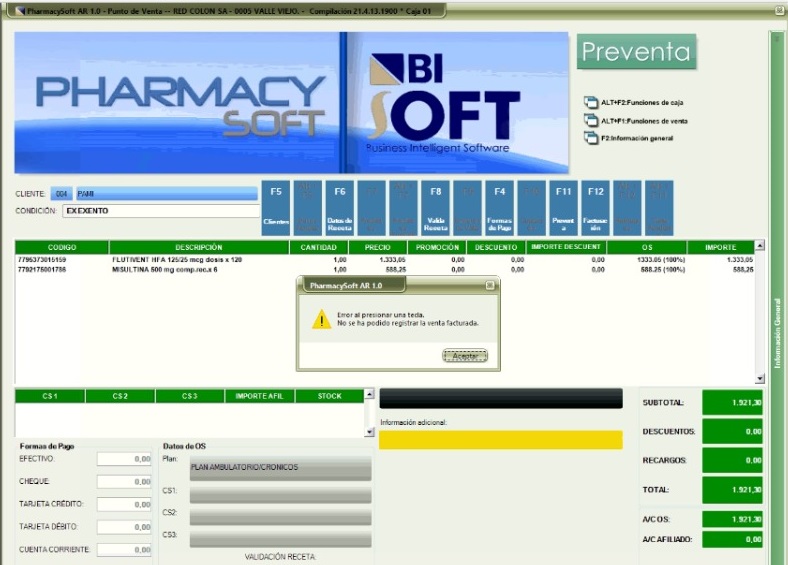 PharmacySoft AR 1.0 - Punto de Venta -- RED COLON SA - 0005 VALLE VIEJO. - Compilación 21.4.13.1900 * Caja 01
PHARMACY
SOFT
BI
SOFT
Business Intelligent Software
Preventa
ALT+F2:Funciones de caja
ALT+F1:Funciones de venta
F2:Información general
CLIENTE: 004 PAMI
CONDICIÓN: EXEXENTO
F5 F6 F8 F4 F11 F12
Clientes Datos de Receta Valida Receta Formas de Pago Prevent a Facturac ión
CODIGO DESCRIPCIÓN CANTIDAD PRECIO PROMOCIÓN DESCUENTO IMPORTE DESCUENT OS IMPORTE
7795373015159 FLUTIVENT HFA 125/25 mcg dosis x 120 1,00 1.333,05 0,00 0,00 0,00 1333.05 (100%) 1.333,05
7792175001786 MISULTINA 500 mg comp.rec.x 6 1,00 588,25 0,00 0,00 0,00 588.25 (100%) 588,25
PharmacySoft AR 1.0
Error al presionar una tecla.
No se ha podido registrar la venta facturada.
Aceptar
Información General
CS1 CS2 CS3 IMPORTE AFIL STOCK
Información adicional:
SUBTOTAL: 1.921,30
DESCUENTOS: 0,00
RECARGOS: 0,00
TOTAL: 1.921,30
A/C OS: 1.921,30
A/C AFILIADO: 0,00
Formas de Pago
EFECTIVO: 0,00
CHEQUE: 0,00
TARJETA CRÉDITO: 0,00
TARJETA DÉBITO: 0,00
CUENTA CORRIENTE: 0,00
Datos de OS
Plan: PLAN AMBULATORIO/CRONICOS
CS1:
CS2:
CS3:
VALIDACIÓN RECETA: